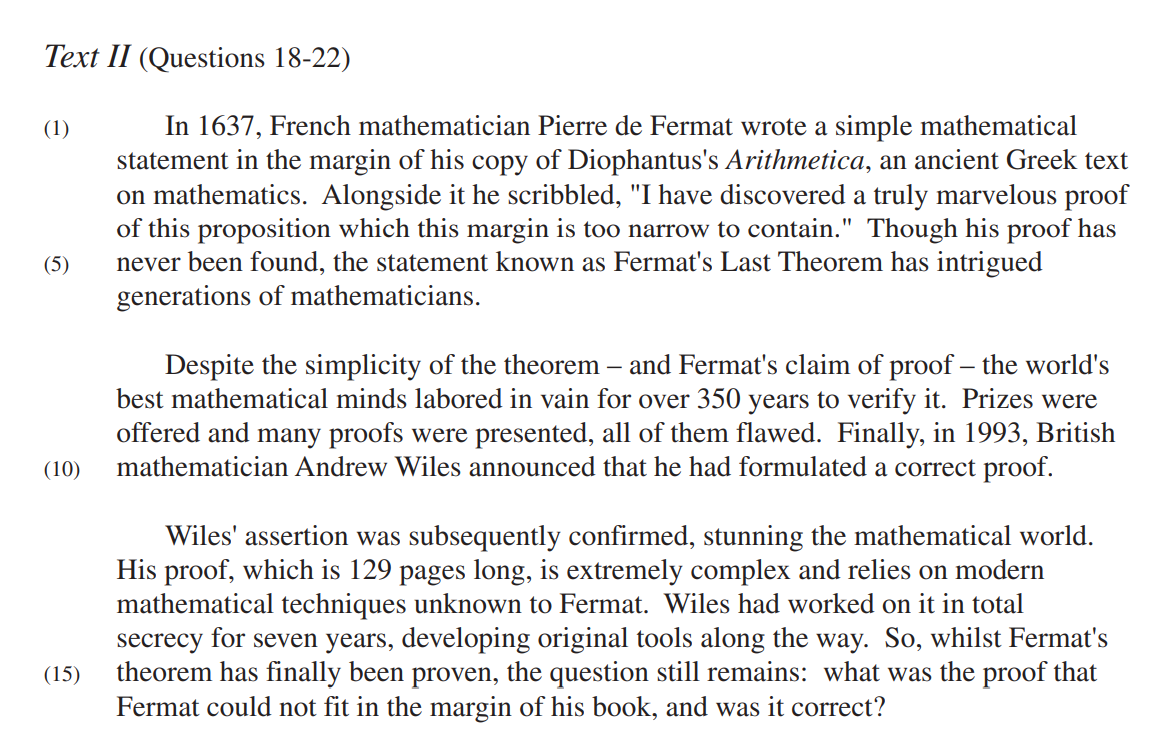 Text II (Questions 18-22)
(1) In 1637, French mathematician Pierre de Fermat wrote a simple mathematical
statement in the margin of his copy of Diophantus's Arithmetica, an ancient Greek text
on mathematics.  Alongside it he scribbled, "I have discovered a truly marvelous proof
of this proposition which this margin is too narrow to contain."  Though his proof has
(5) never been found, the statement known as Fermat's Last Theorem has intrigued
generations of mathematicians.
Despite the simplicity of the theorem – and Fermat's claim of proof – the world's
best mathematical minds labored in vain for over 350 years to verify it.  Prizes were
offered and many proofs were presented, all of them flawed.  Finally, in 1993, British
(10) mathematician Andrew Wiles announced that he had formulated a correct proof.
Wiles' assertion was subsequently confirmed, stunning the mathematical world.
His proof, which is 129 pages long, is extremely complex and relies on modern
mathematical techniques unknown to Fermat.  Wiles had worked on it in total
secrecy for seven years, developing original tools along the way.  So, whilst Fermat's
(15) theorem has finally been proven, the question still remains:  what was the proof that
Fermat could not fit in the margin of his book, and was it correct?